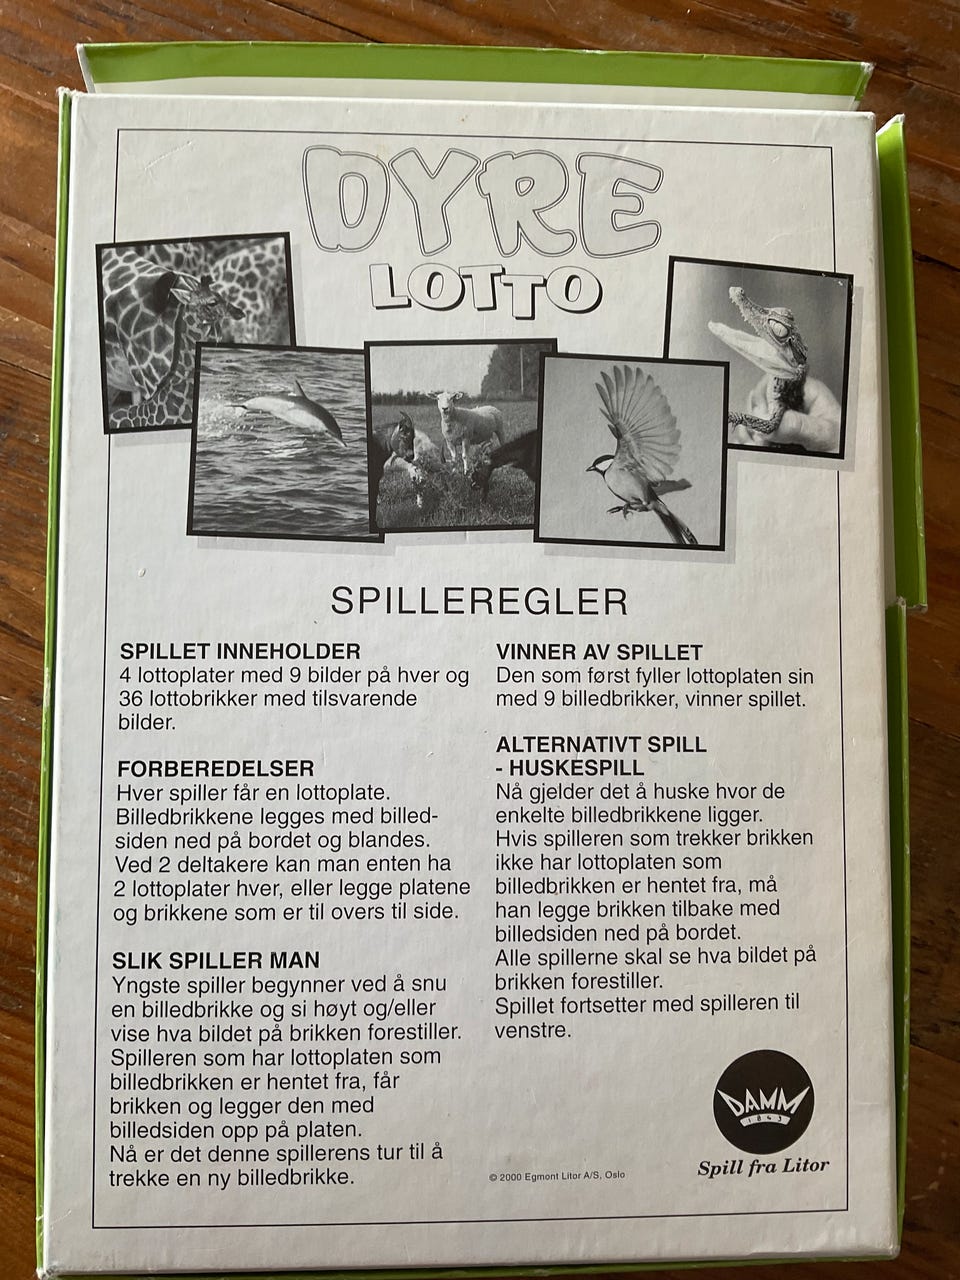 DYRE
LOTTO
SPILLEREGLER
SPILLET INNEHOLDER
4 lottoplater med 9 bilder på hver og
36 lottobrikker med tilsvarende
bilder.
FORBEREDELSER
Hver spiller får en lottoplate.
Billedbrikkene legges med billed-
siden ned på bordet og blandes.
Ved 2 deltakere kan man enten ha
2 lottoplater hver, eller legge platene
og brikkene som er til overs til side.
SLIK SPILLER MAN
Yngste spiller begynner ved å snu
en billedbrikke og si høyt og/eller
vise hva bildet på brikken forestiller.
Spilleren som har lottoplaten som
billedbrikken er hentet fra, får
brikken og legger den med
billedsiden opp på platen.
Nå er det denne spillerens tur til å
trekke en ny billedbrikke.
VINNER AV SPILLET
Den som først fyller lottoplaten sin
med 9 billedbrikker, vinner spillet.
ALTERNATIVT SPILL
- HUSKESPILL
Nå gjelder det å huske hvor de
enkelte billedbrikkene ligger.
Hvis spilleren som trekker brikken
ikke har lottoplaten som
billedbrikken er hentet fra, må
han legge brikken tilbake med
billedsiden ned på bordet.
Alle spillerne skal se hva bildet på
brikken forestiller.
Spillet fortsetter med spilleren til
venstre.
DAMM
1843
Spill fra Litor
© 2000 Egmont Litor A/S, Oslo